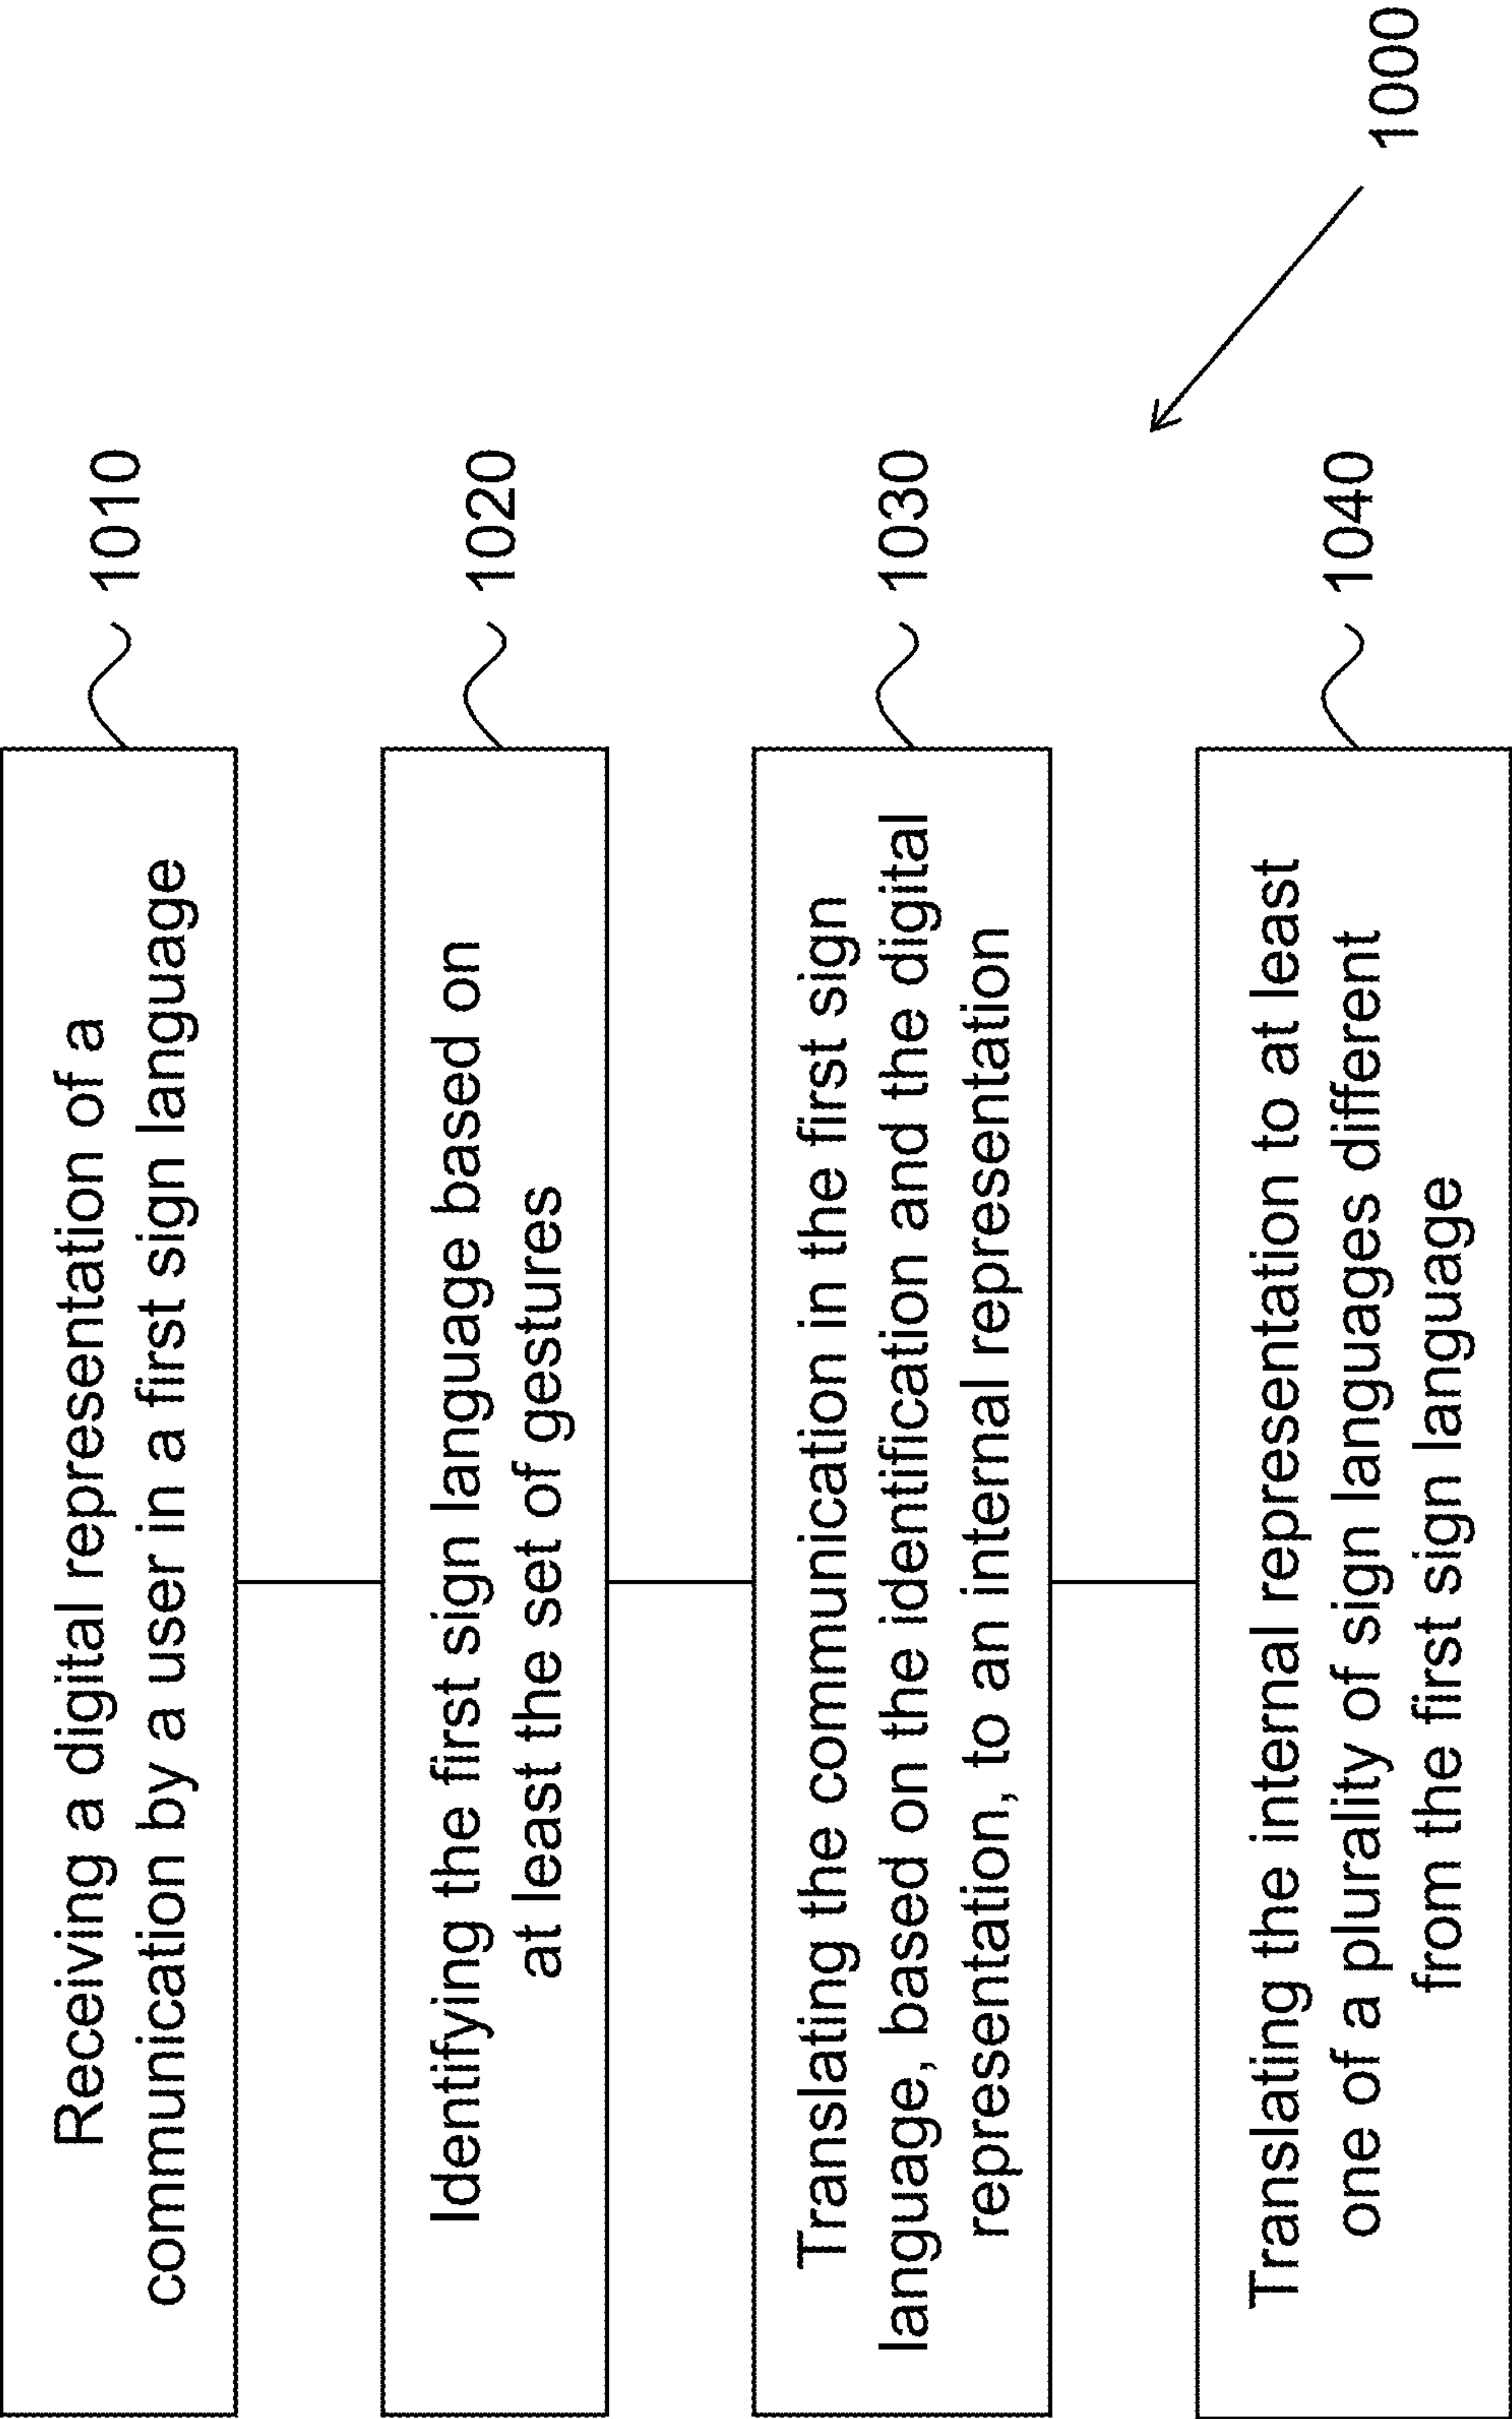 Receiving a digital representation of a
communication by a user in a first sign language
1010
Identifying the first sign language based on
at least the set of gestures
1020
Translating the communication in the first sign
language, based on the identification and the digital
representation, to an internal representation
1030
Translating the internal representation to at least
one of a plurality of sign languages different
from the first sign language
1040
1000